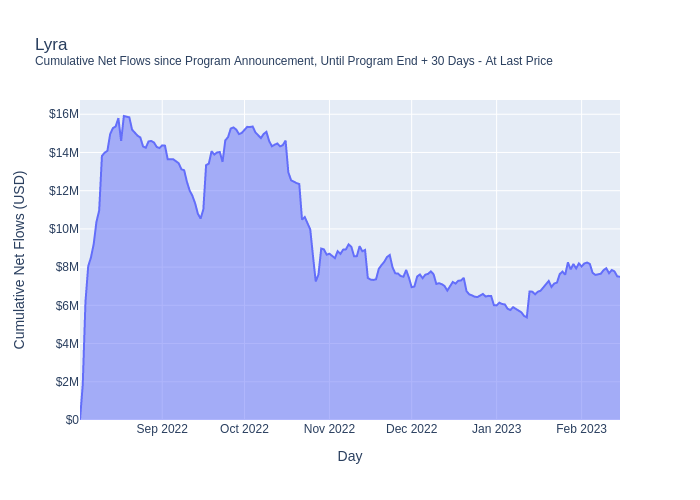 Lyra
Cumulative Net Flows since Program Announcement, Until Program End + 30 Days - At Last Price
Cumulative Net Flows (USD)
$16M
$14M
$12M
$10M
$8M
$6M
$4M
$2M
$0
Sep 2022 Oct 2022 Nov 2022 Dec 2022 Jan 2023 Feb 2023
Day